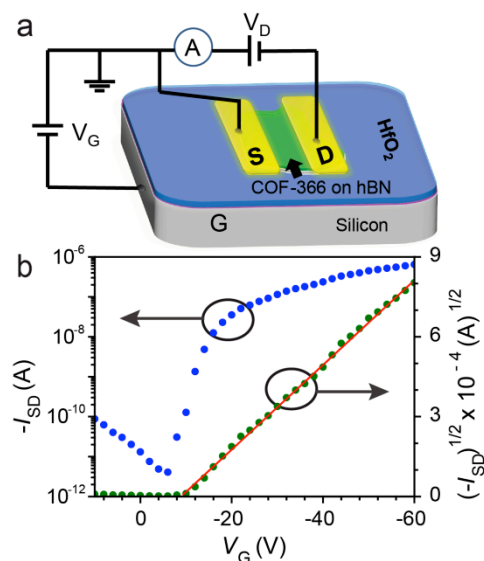 a
V_D
A
V_G
S
D
HfO₂
COF-366 on hBN
G
Silicon
b
10⁻⁶
10⁻⁸
10⁻¹⁰
10⁻¹²
-I_SD (A)
9
6
3
0
(-I_SD)^1/2 x 10⁻⁴ (A)^1/2
0 -20 -40 -60
V_G (V)